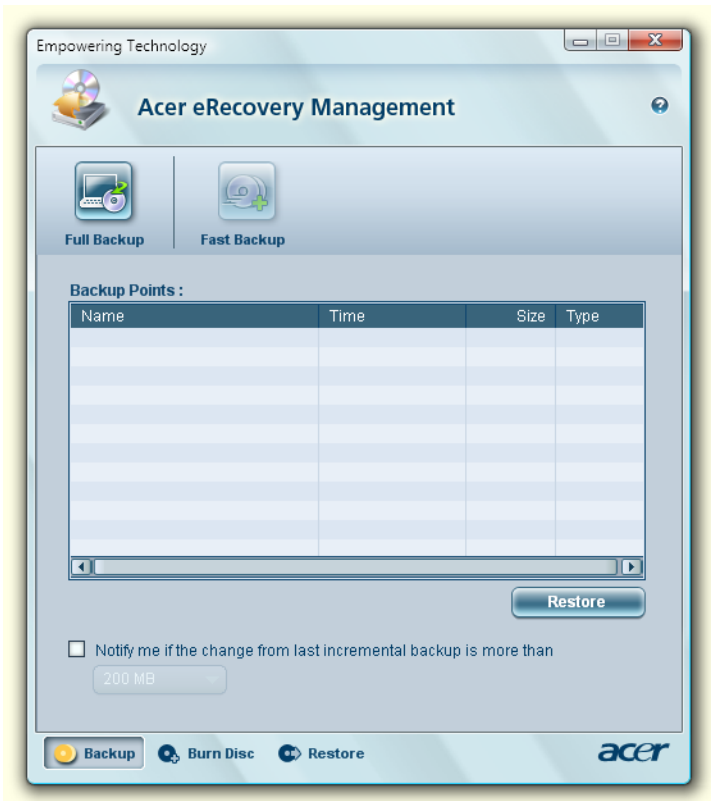 Empowering Technology
Acer eRecovery Management
Full Backup
Fast Backup
Backup Points :
Name Time Size Type
Restore
Notify me if the change from last incremental backup is more than
200 MB
Backup Burn Disc Restore acer